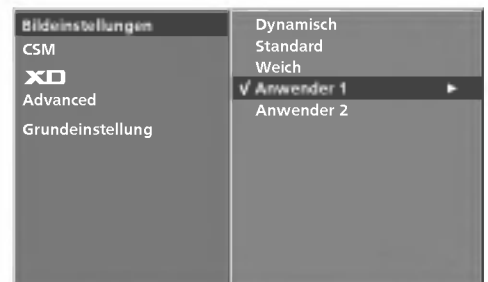 Bildeinstellungen
CSM
XD
Advanced
Grundeinstellung
Dynamisch
Standard
Weich
√ Anwender 1 ►
Anwender 2